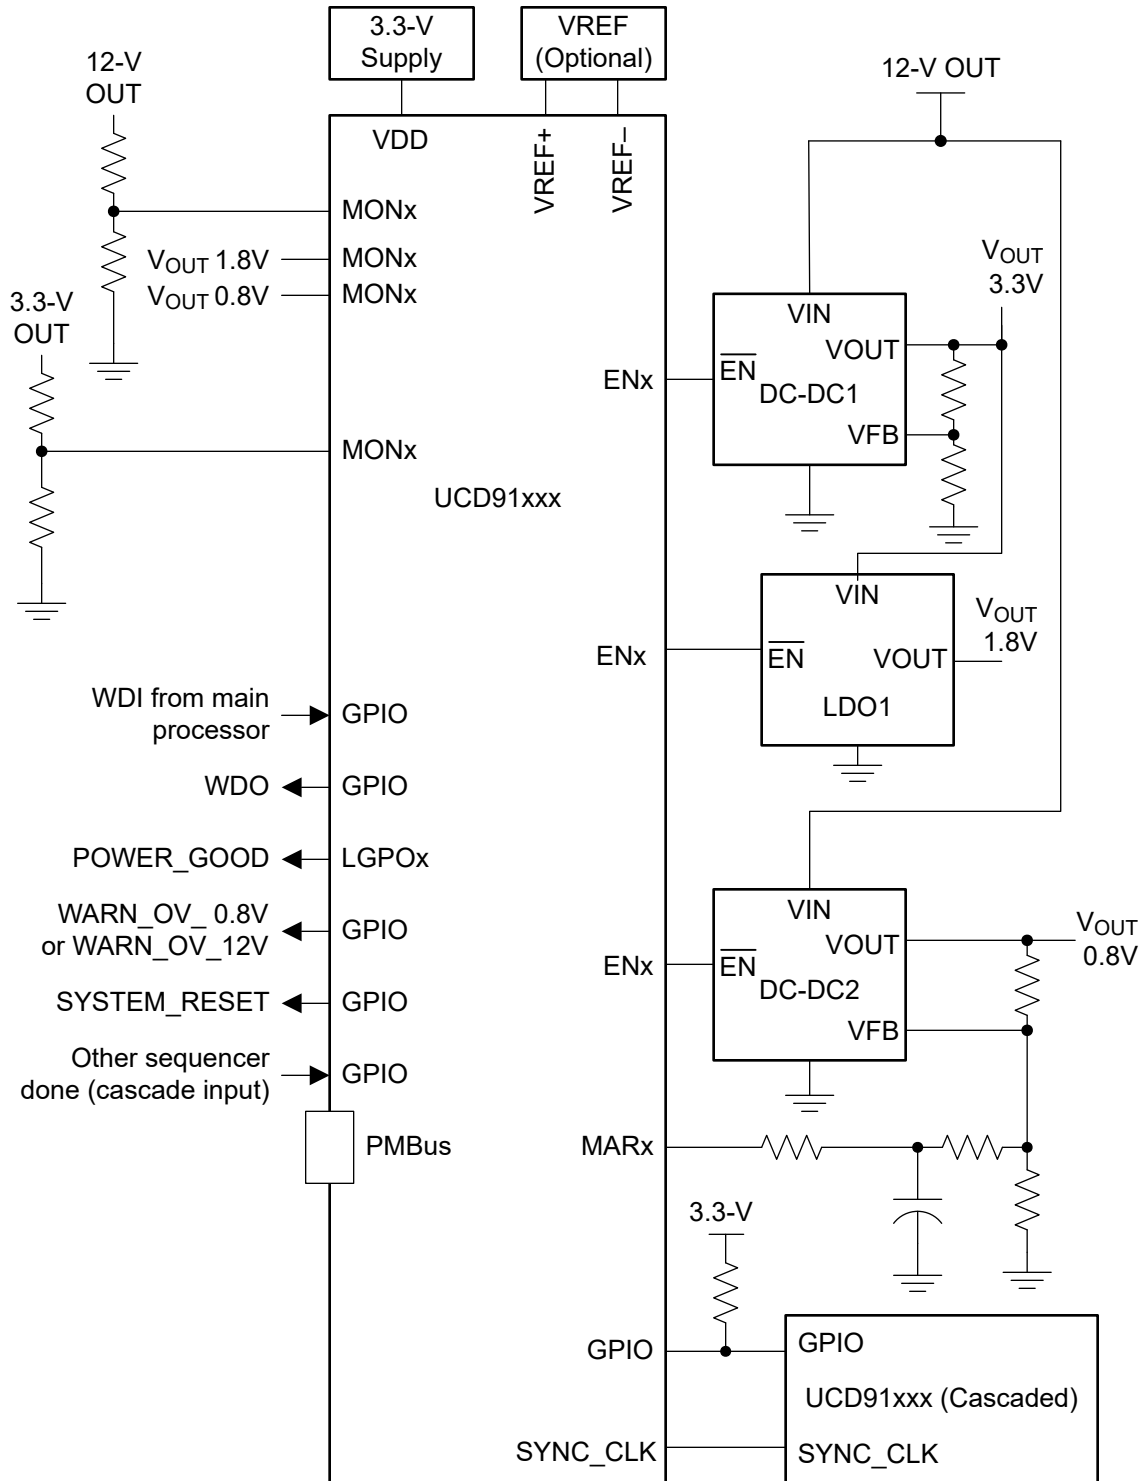 3.3-V
Supply
VREF
(Optional)
12-V
OUT
12-V OUT
VDD
VREF+
VREF–
MONx
VOUT 1.8V
MONx
VOUT 0.8V
MONx
3.3-V
OUT
VOUT
3.3V
VIN
VOUT
ENx
EN
DC-DC1
VFB
MONx
UCD91xxx
VIN
VOUT
1.8V
ENx
EN
VOUT
LDO1
WDI from main
processor
GPIO
WDO
GPIO
POWER_GOOD
LGPOx
WARN_OV_ 0.8V
or WARN_OV_12V
GPIO
VIN
VOUT
VOUT
0.8V
ENx
EN
DC-DC2
VFB
SYSTEM_RESET
GPIO
Other sequencer
done (cascade input)
GPIO
PMBus
MARx
3.3-V
GPIO
GPIO
UCD91xxx (Cascaded)
SYNC_CLK
SYNC_CLK